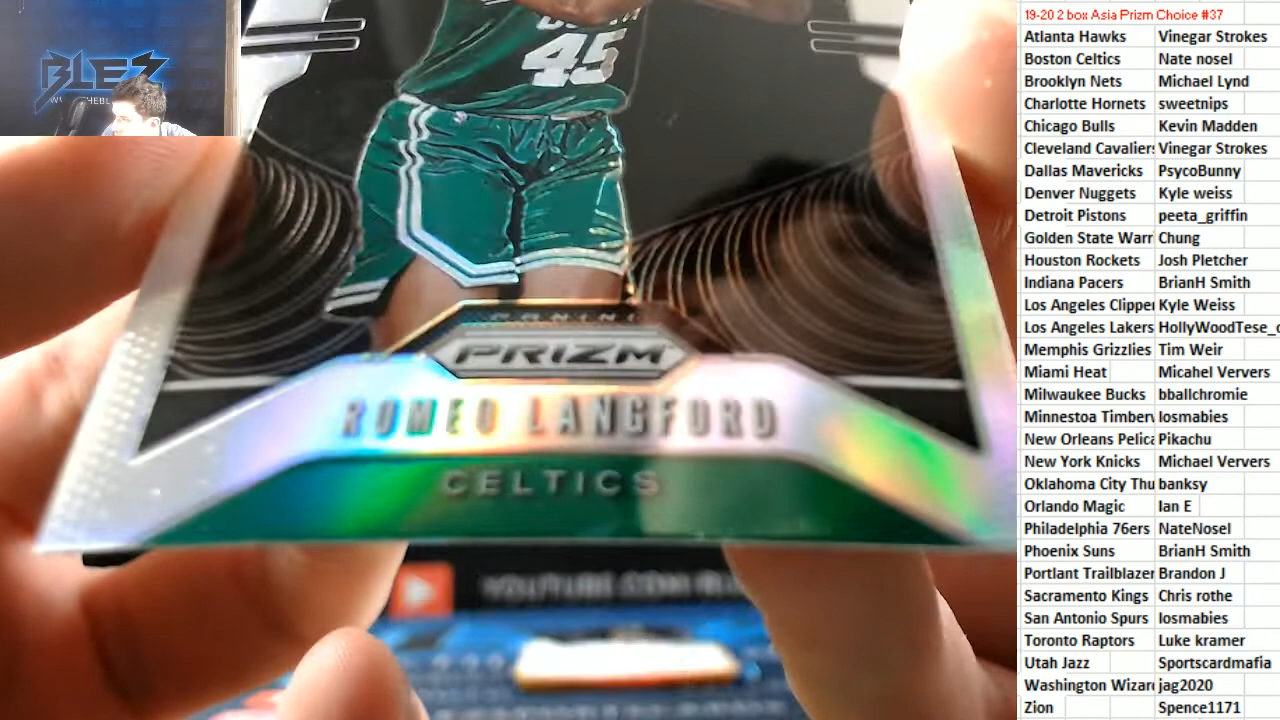 BLEZ
45
PANINI
PRIZM
ROMEO LANGFORD
CELTICS
19-20 2 box Asia Prizm Choice #37
Atlanta Hawks Vinegar Strokes
Boston Celtics Nate nosel
Brooklyn Nets Michael Lynd
Charlotte Hornets sweetnips
Chicago Bulls Kevin Madden
Cleveland Cavaliers Vinegar Strokes
Dallas Mavericks PsycoBunny
Denver Nuggets Kyle weiss
Detroit Pistons peeta_griffin
Golden State Warr Chung
Houston Rockets Josh Pletcher
Indiana Pacers BrianH Smith
Los Angeles Clippe Kyle Weiss
Los Angeles Lakers HollyWoodTese_
Memphis Grizzlies Tim Weir
Miami Heat Micahel Ververs
Milwaukee Bucks bballchromie
Minnestoa Timber losmabies
New Orleans Pelica Pikachu
New York Knicks Michael Ververs
Oklahoma City Thu banksy
Orlando Magic Ian E
Philadelphia 76ers NateNosel
Phoenix Suns BrianH Smith
Portlant Trailblazer Brandon J
Sacramento Kings Chris rothe
San Antonio Spurs losmabies
Toronto Raptors Luke kramer
Utah Jazz Sportscardmafia
Washington Wizard jag2020
Zion Spence1171